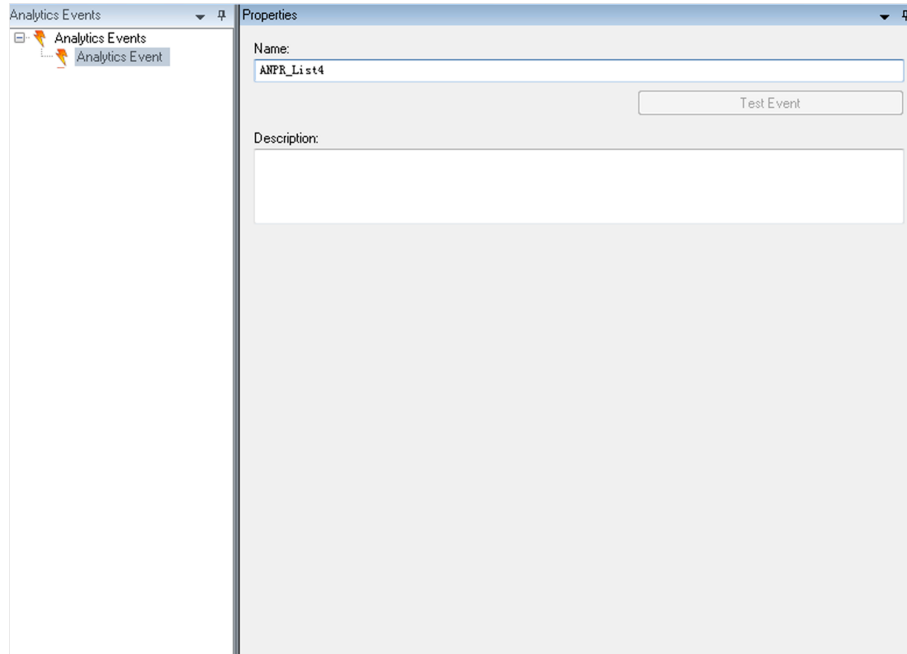 Analytics Events
Analytics Events
Analytics Event
Properties
Name:
ANPR_List4
Test Event
Description: